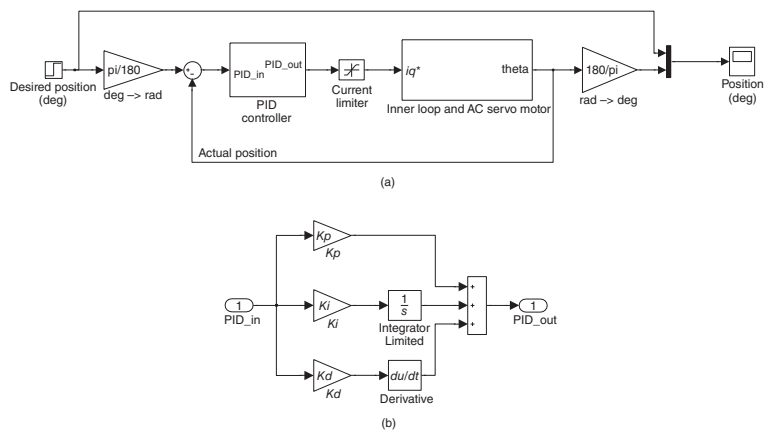 Desired position
(deg)
pi/180
deg –> rad
+
-
PID_in
PID_out
PID
controller
Current
limiter
iq*
theta
Inner loop and AC servo motor
180/pi
rad –> deg
Position
(deg)
Actual position
(a)
Kp
Kp
1
PID_in
Ki
Ki
1
s
Integrator
Limited
+
+
+
1
PID_out
Kd
Kd
du/dt
Derivative
(b)